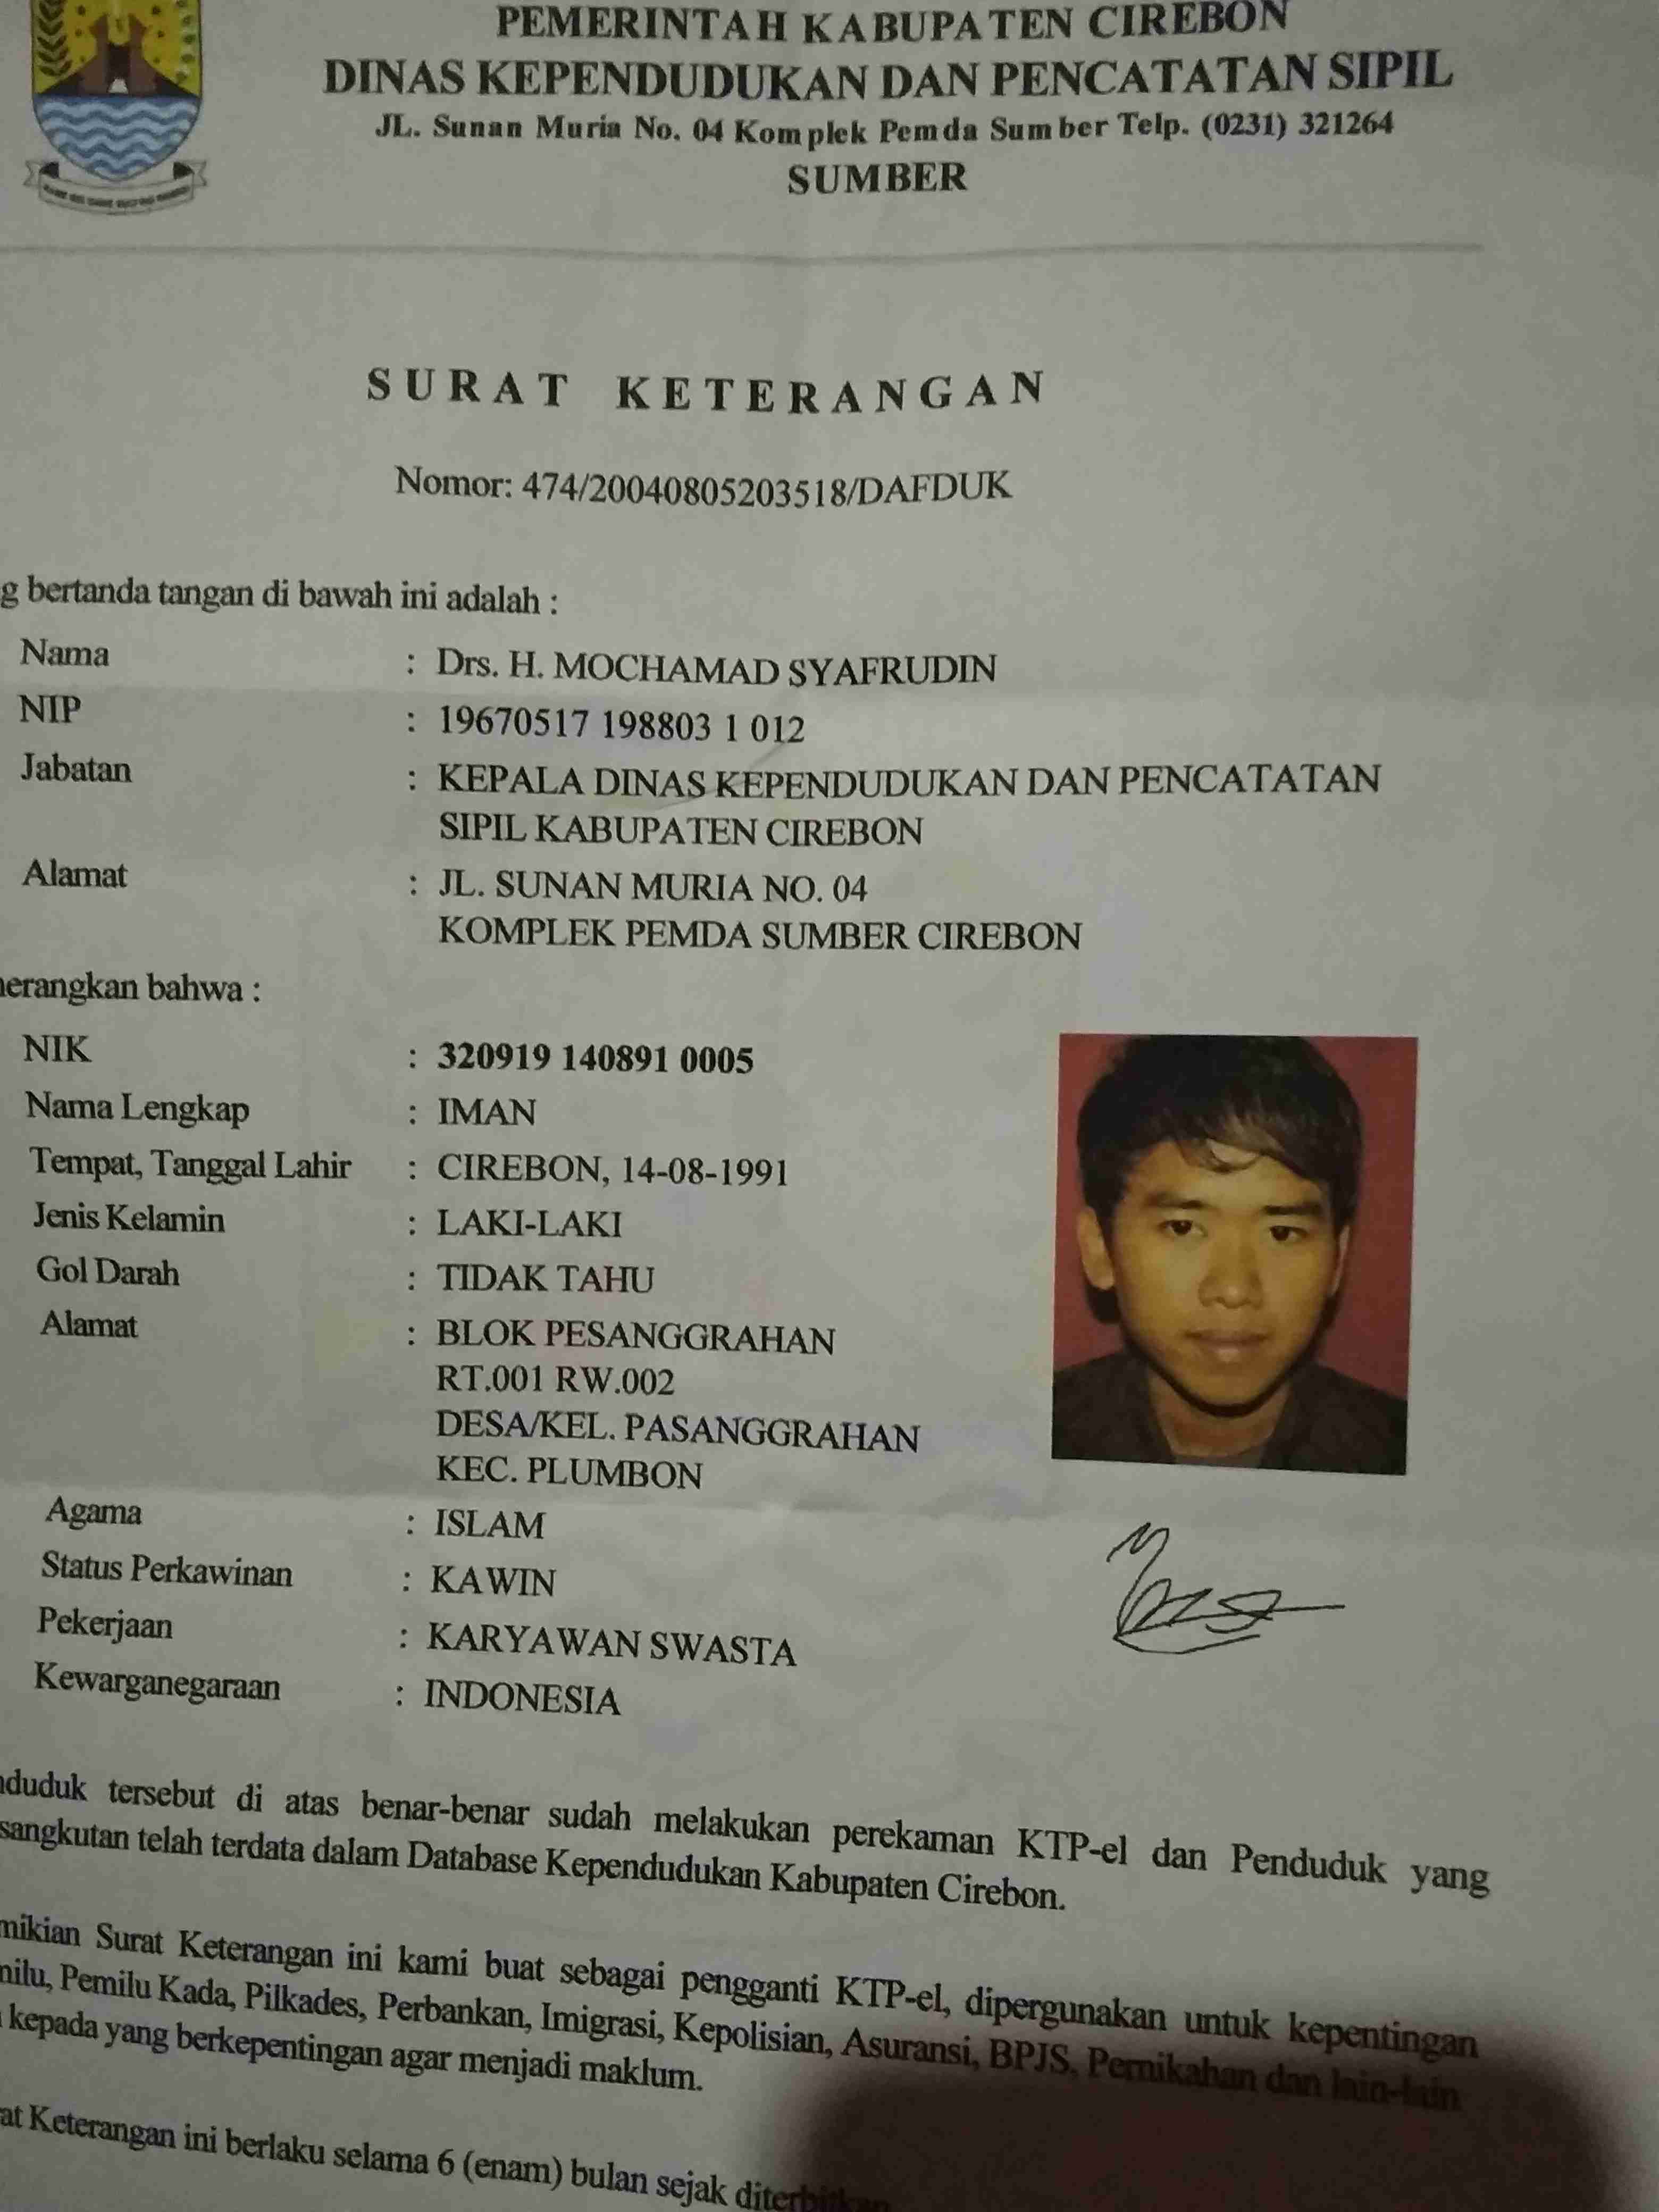 PEMERINTAH KABUPATEN CIREBON
DINAS KEPENDUDUKAN DAN PENCATATAN SIPIL
JL. Sunan Muria No. 04 Komplek Pemda Sumber Telp. (0231) 321264
SUMBER
SURAT KETERANGAN
Nomor: 474/20040805203518/DAFDUK
g bertanda tangan di bawah ini adalah :
Nama : Drs. H. MOCHAMAD SYAFRUDIN
NIP : 19670517 198803 1 012
Jabatan : KEPALA DINAS KEPENDUDUKAN DAN PENCATATAN
SIPIL KABUPATEN CIREBON
Alamat : JL. SUNAN MURIA NO. 04
KOMPLEK PEMDA SUMBER CIREBON
nerangkan bahwa :
NIK : 320919 140891 0005
Nama Lengkap : IMAN
Tempat, Tanggal Lahir : CIREBON, 14-08-1991
Jenis Kelamin : LAKI-LAKI
Gol Darah : TIDAK TAHU
Alamat : BLOK PESANGGRAHAN
RT.001 RW.002
DESA/KEL. PASANGGRAHAN
KEC. PLUMBON
Agama : ISLAM
Status Perkawinan : KAWIN
Pekerjaan : KARYAWAN SWASTA
Kewarganegaraan : INDONESIA
nduduk tersebut di atas benar-benar sudah melakukan perekaman KTP-el dan Penduduk yang
sangkutan telah terdata dalam Database Kependudukan Kabupaten Cirebon.
mikian Surat Keterangan ini kami buat sebagai pengganti KTP-el, dipergunakan untuk kepentingan
nilu, Pemilu Kada, Pilkades, Perbankan, Imigrasi, Kepolisian, Asuransi, BPJS, Pernikahan dan lain-lain
kepada yang berkepentingan agar menjadi maklum.
at Keterangan ini berlaku selama 6 (enam) bulan sejak diterbitkan